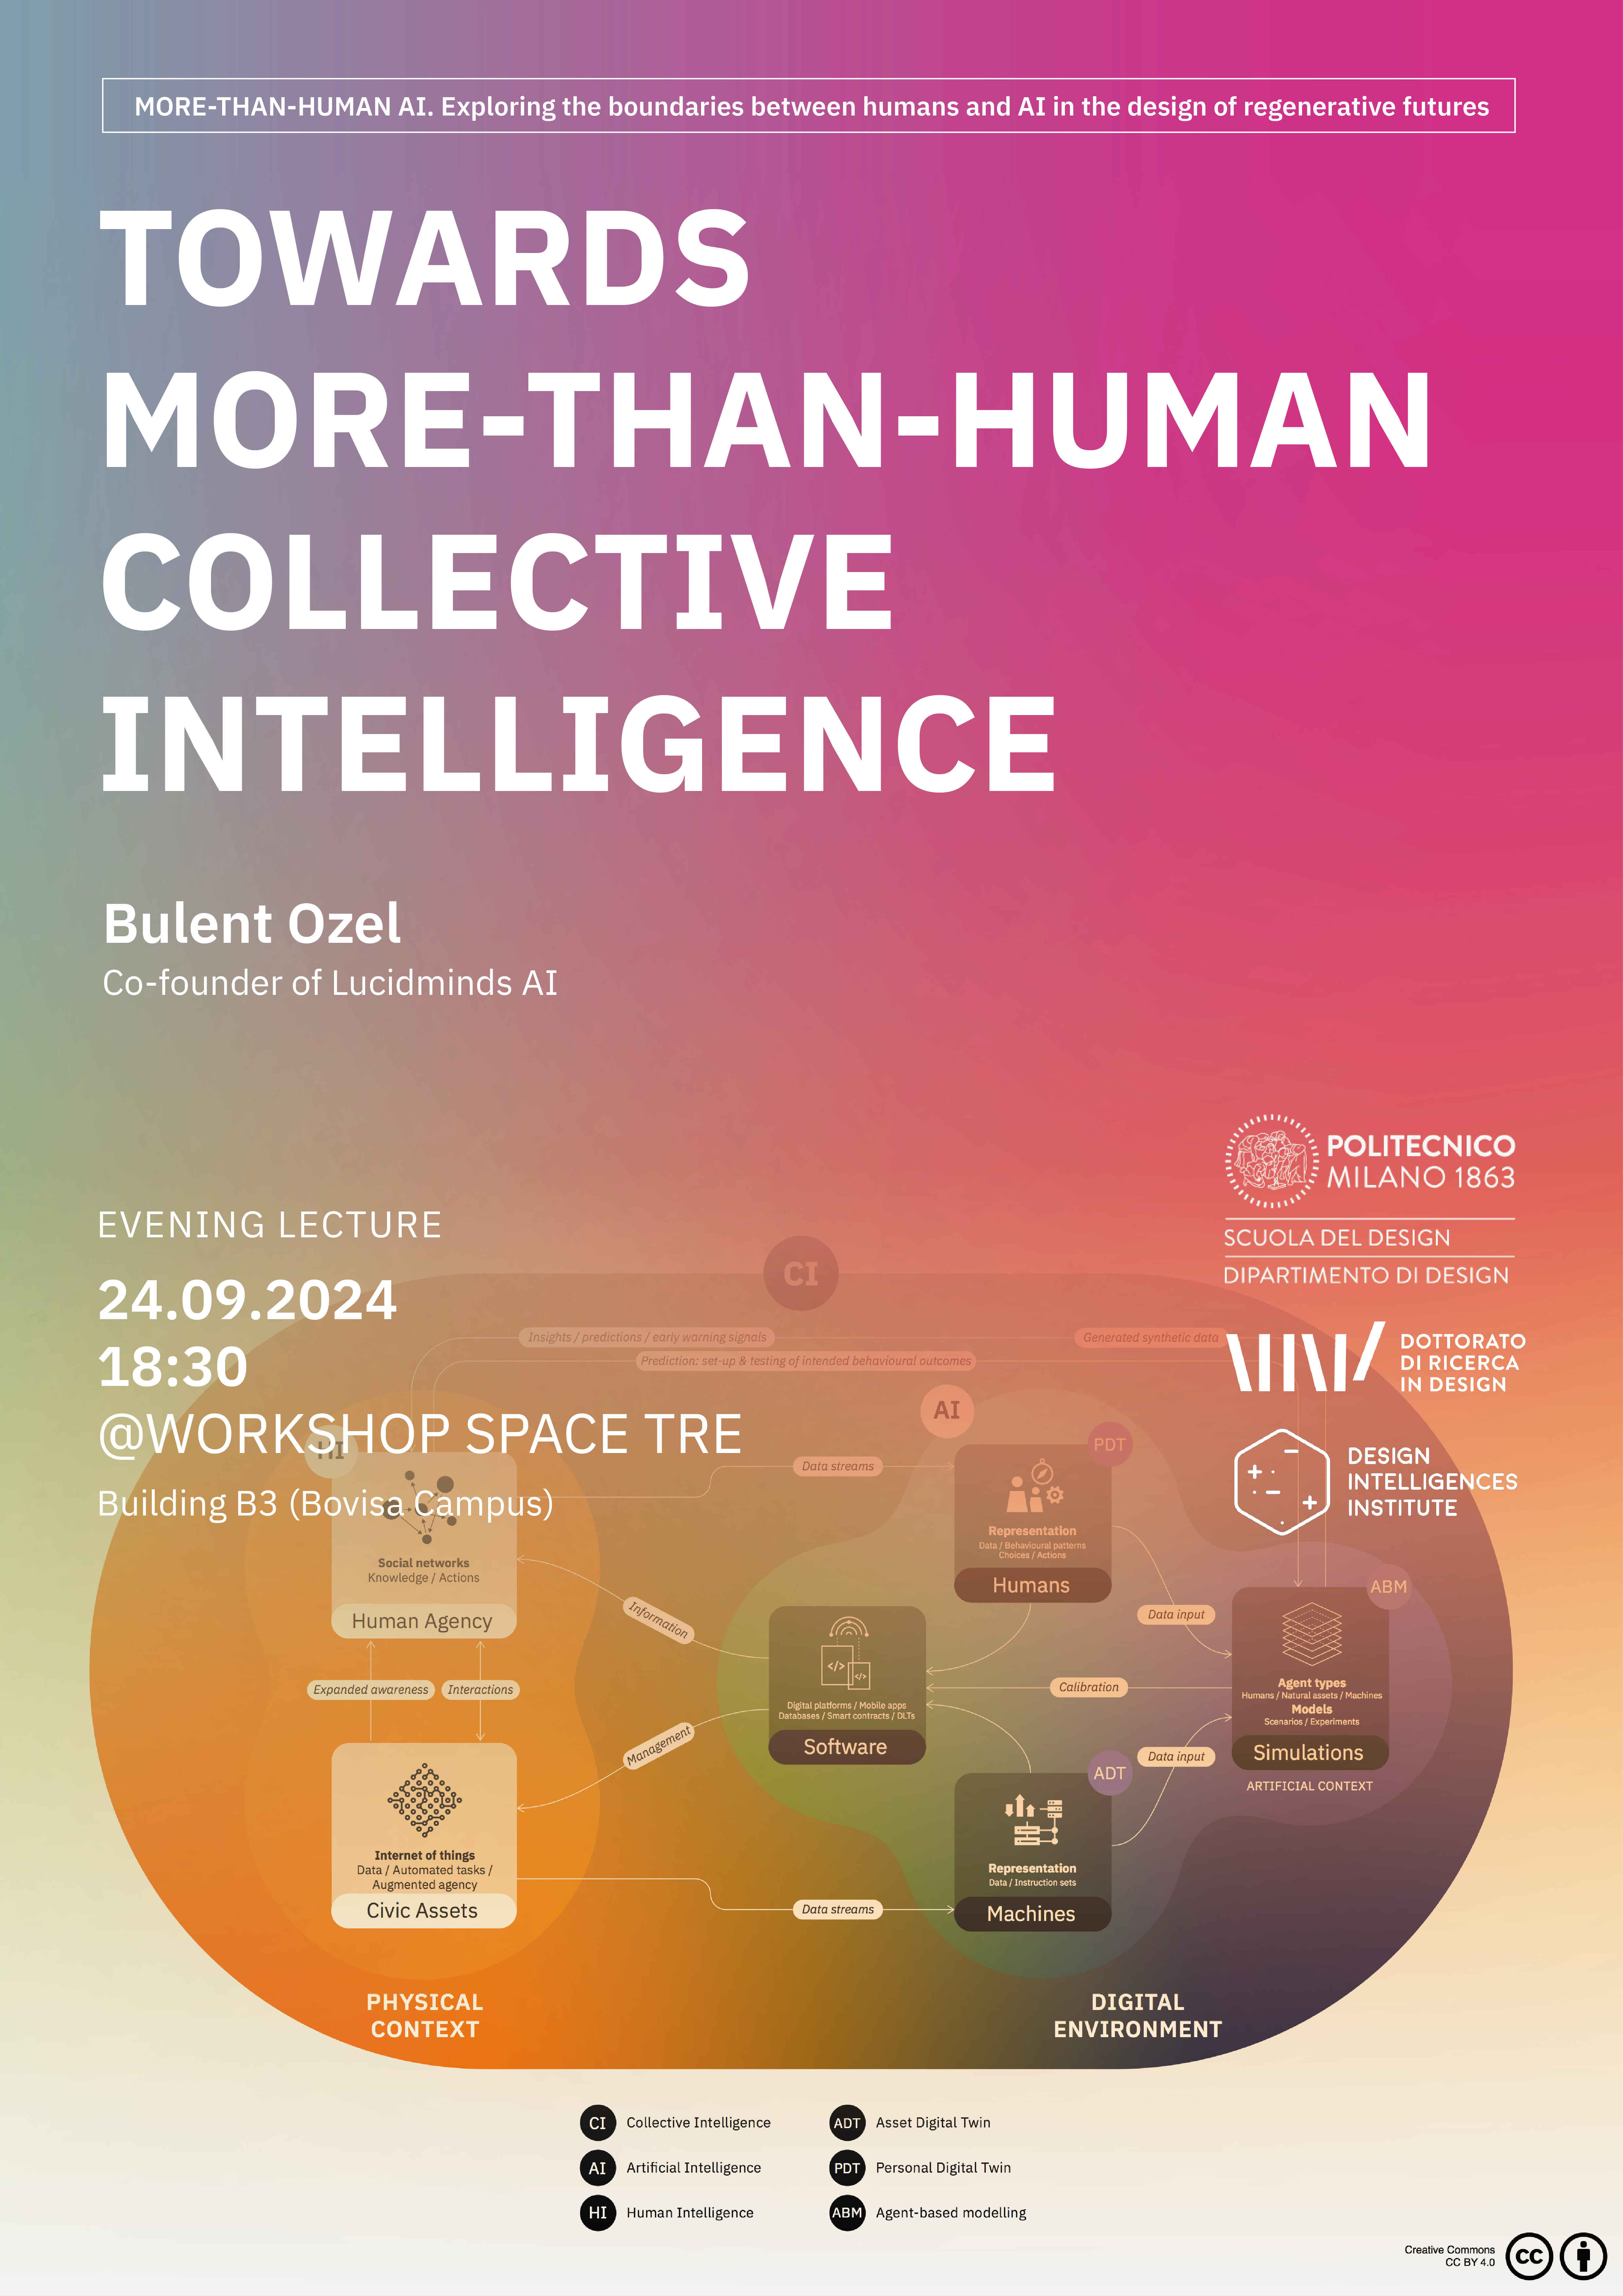 MORE-THAN-HUMAN AI. Exploring the boundaries between humans and AI in the design of regenerative futures
TOWARDS
MORE-THAN-HUMAN
COLLECTIVE
INTELLIGENCE
Bulent Ozel
Co-founder of Lucidminds AI
POLITECNICO
MILANO 1863
SCUOLA DEL DESIGN
DIPARTIMENTO DI DESIGN
DOTTORATO
DI RICERCA
IN DESIGN
DESIGN
INTELLIGENCES
INSTITUTE
EVENING LECTURE
24.09.2024
18:30
@WORKSHOP SPACE TRE
Building B3 (Bovisa Campus)
CI
Insights / predictions / early warning signals
Generated synthetic data
Prediction: set-up & testing of intended behavioural outcomes
AI
HI
PDT
Data streams
Social networks
Knowledge / Actions
Human Agency
Representation
Data / Behavioural patterns
Choices / Actions
Humans
ABM
Information
Data input
Digital platforms / Mobile apps
Databases / Smart contracts / DLTs
Software
Agent types
Humans / Natural assets / Machines
Models
Scenarios / Experiments
Simulations
ARTIFICIAL CONTEXT
Expanded awareness
Interactions
Calibration
Management
Data input
ADT
Internet of things
Data / Automated tasks /
Augmented agency
Civic Assets
Representation
Data / Instruction sets
Machines
Data streams
PHYSICAL
CONTEXT
DIGITAL
ENVIRONMENT
CI Collective Intelligence
AI Artificial Intelligence
HI Human Intelligence
ADT Asset Digital Twin
PDT Personal Digital Twin
ABM Agent-based modelling
Creative Commons
CC BY 4.0
CC